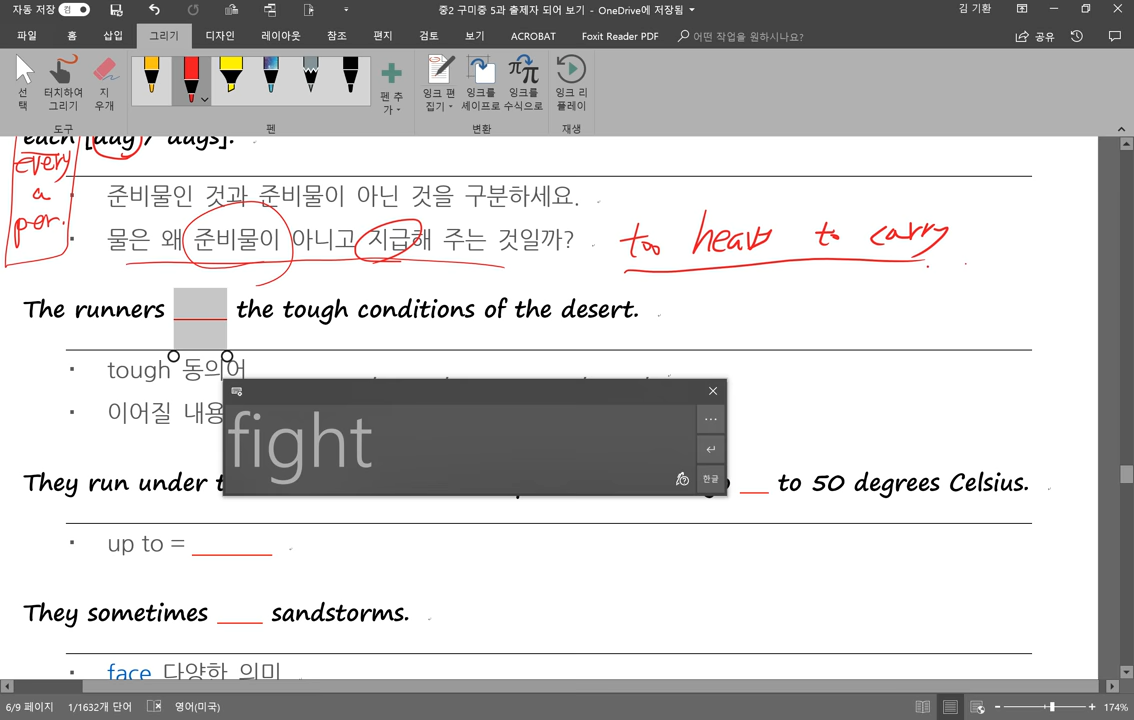 자동 저장 컴 중2 구미중 5과 출제자 되어 보기 - OneDrive에 저장됨 김 기환
파일 홈 삽입 그리기 디자인 레이아웃 참조 편지 검토 보기 ACROBAT Foxit Reader PDF 어떤 작업을 원하시나요? 공유
선택 터치하여 그리기 지우개 펜 추가 잉크 편집기 잉크를 셰이프로 잉크를 수식으로 잉크 리플레이
도구 펜 변환 재생
each [day / days].
every
a
per.
준비물인 것과 준비물이 아닌 것을 구분하세요.
물은 왜 준비물이 아니고 지급해 주는 것일까? too heavy to carry
The runners the tough conditions of the desert.
tough 동의어
이어질 내용
fight
한글
They run under to 50 degrees Celsius.
up to =
They sometimes sandstorms.
face 다양한 의미
6/9 페이지 1/1632개 단어 영어(미국) 174%